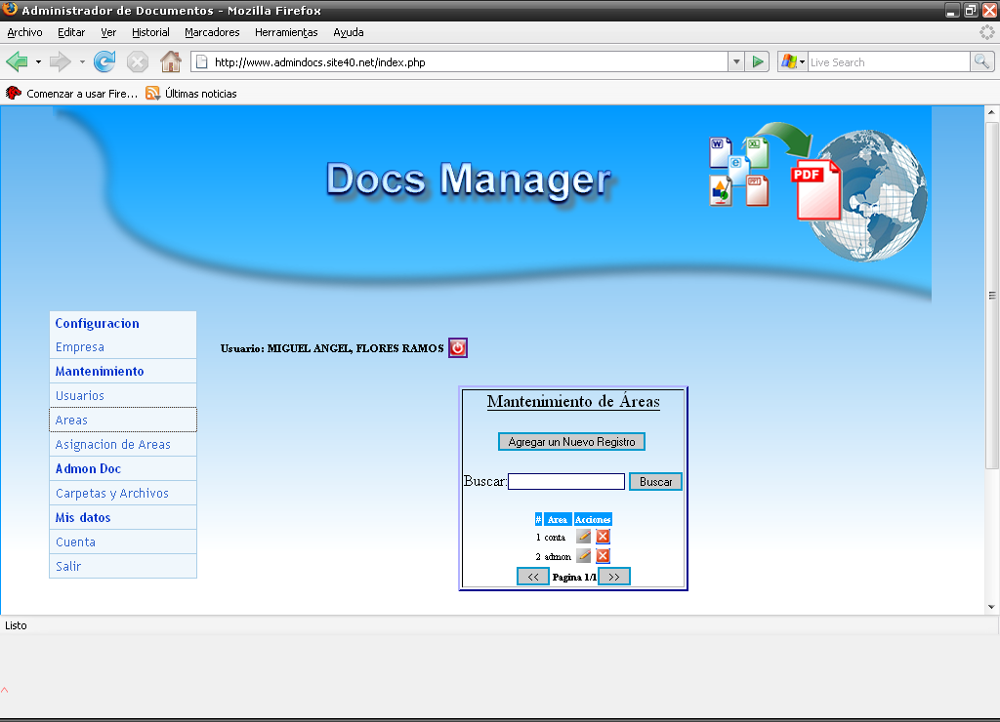 Administrador de Documentos - Mozilla Firefox
Archivo Editar Ver Historial Marcadores Herramientas Ayuda
http://www.admindocs.site40.net/index.php
Live Search
Comenzar a usar Fire... Últimas noticias
Docs Manager
W XL
e
PPT
PDF
Configuracion
Empresa
Mantenimiento
Usuarios
Areas
Asignacion de Areas
Admon Doc
Carpetas y Archivos
Mis datos
Cuenta
Salir
Usuario: MIGUEL ANGEL, FLORES RAMOS
Mantenimiento de Áreas
Agregar un Nuevo Registro
Buscar: Buscar
# Area Acciones
1 conta
2 admon
<< Pagina 1/1 >>
Listo